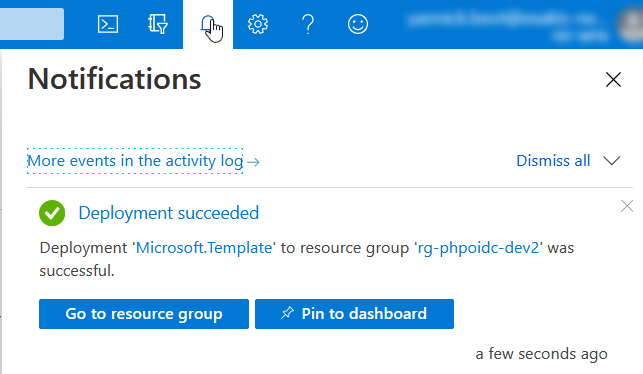 Notifications
More events in the activity log →
Dismiss all
Deployment succeeded
Deployment 'Microsoft.Template' to resource group 'rg-phpoidc-dev2' was
successful.
Go to resource group
Pin to dashboard
a few seconds ago